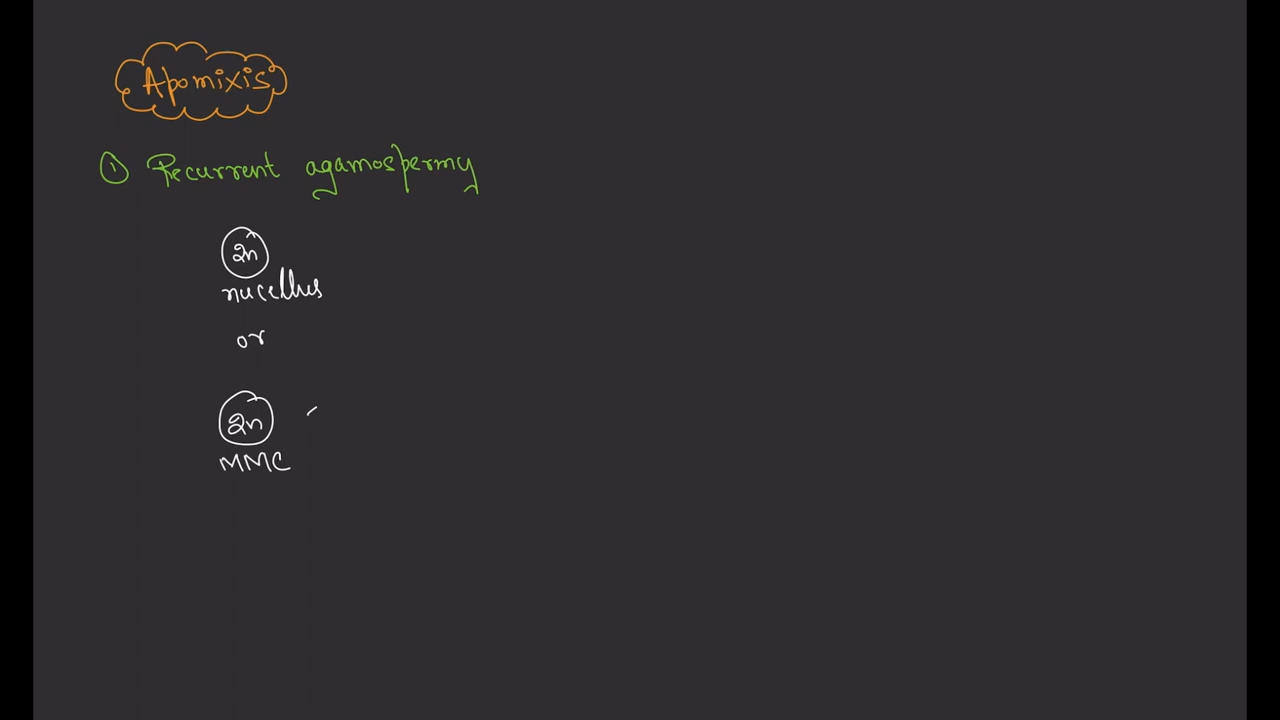 Apomixis
① Recurrent agamospermy
2n
nucellus
or
2n
MMC